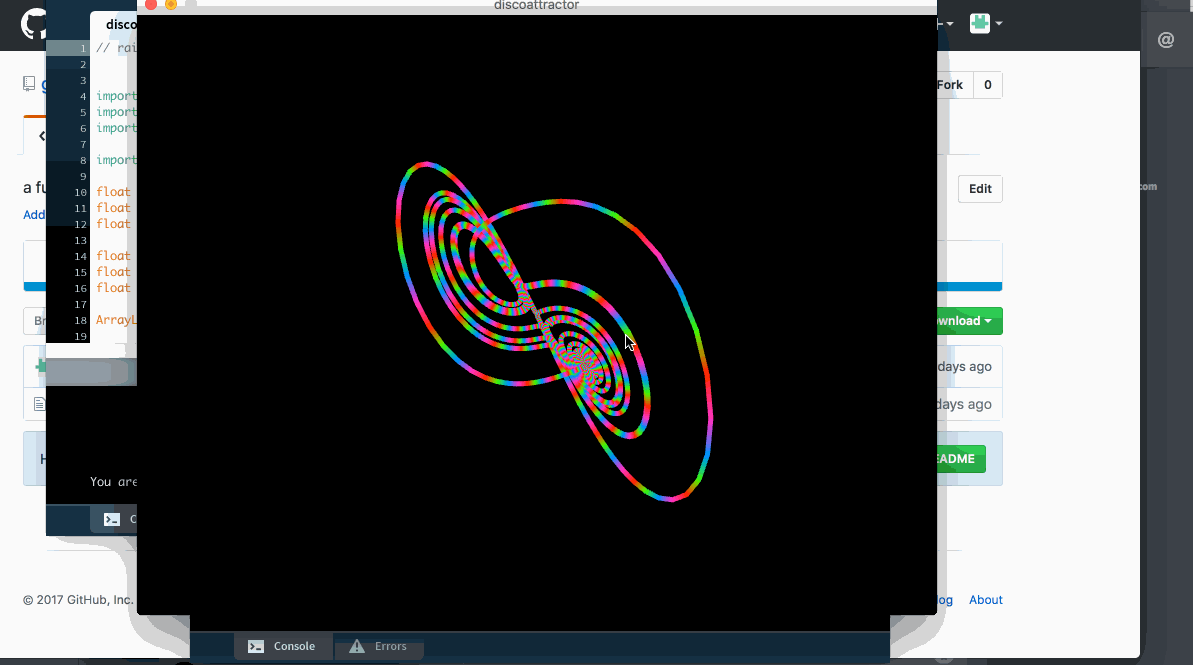 discoattractor
disco
1 // rai
2
3
4 import
5 import
6 import
7
8 import
9
10 float
11 float
12 float
13
14 float
15 float
16 float
17
18 ArrayL
19
Fork 0
@
a fu
Edit
.com
Add
Br
wnload
days ago
days ago
H
EADME
You are
C
© 2017 GitHub, Inc.
log About
Console Errors